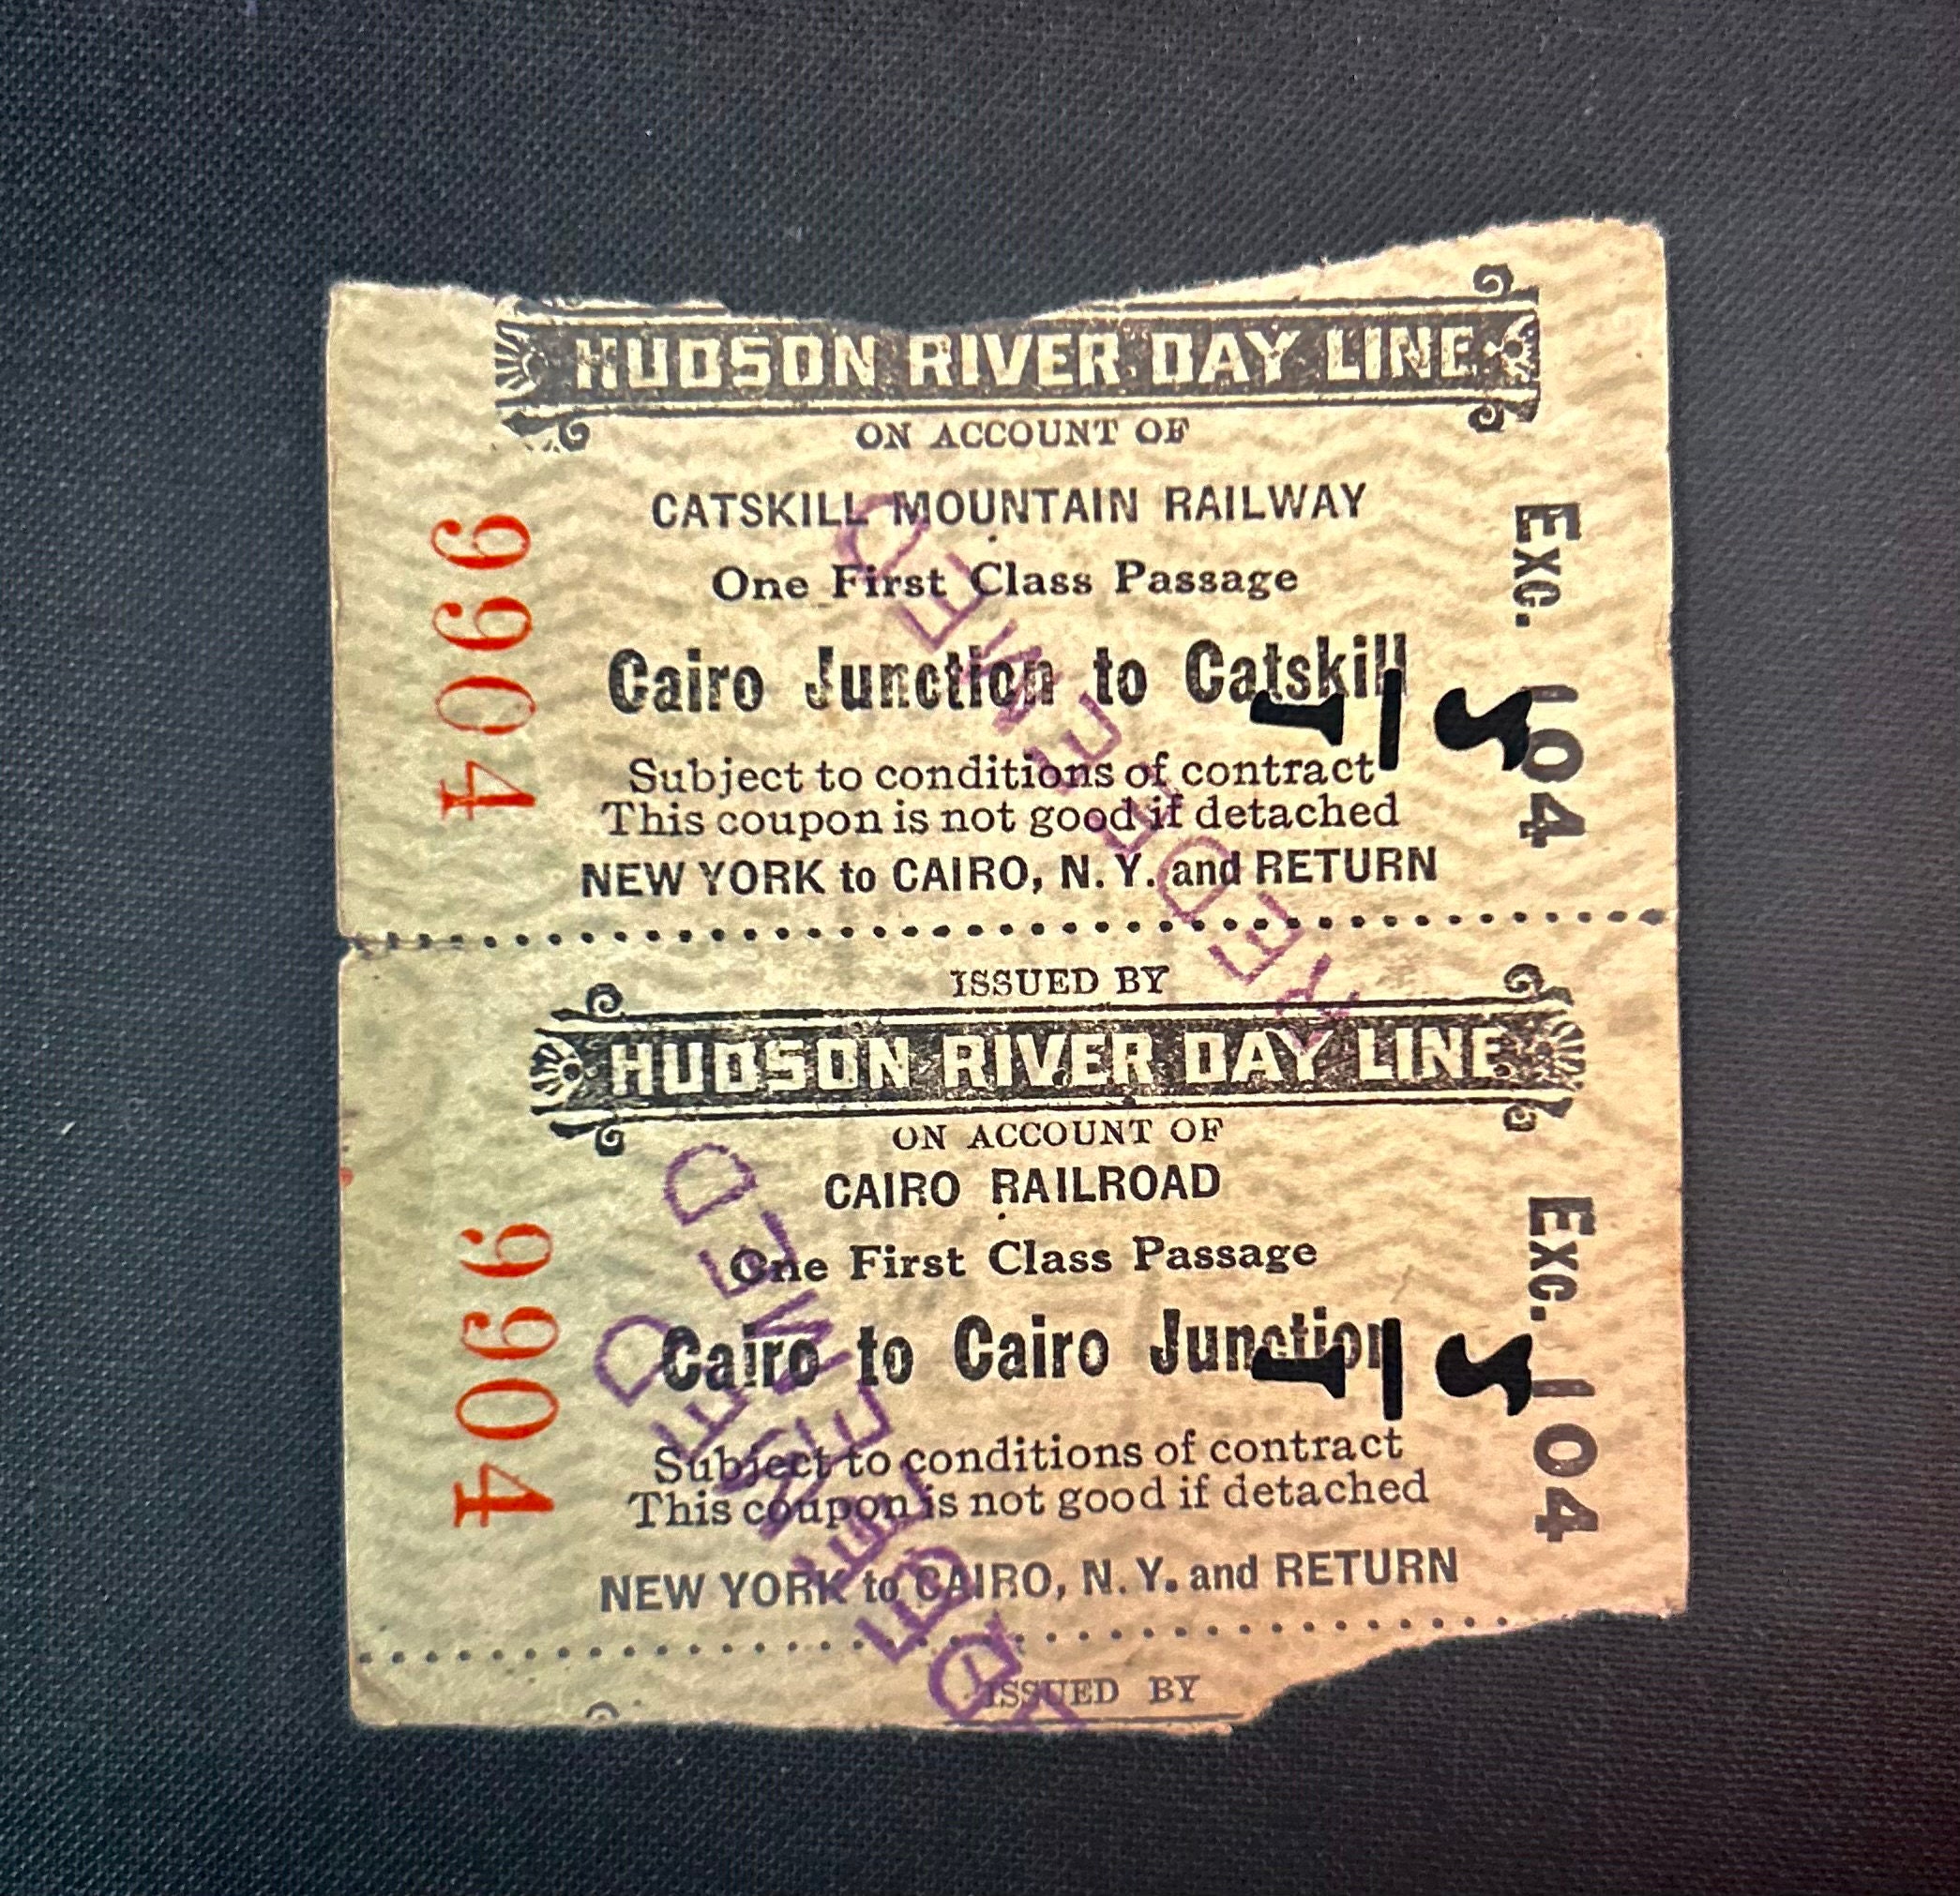 HUDSON RIVER DAY LINE
ON ACCOUNT OF
CATSKILL MOUNTAIN RAILWAY
One First Class Passage
Cairo Junction to Catskill
Subject to conditions of contract
This coupon is not good if detached
NEW YORK to CAIRO, N. Y. and RETURN
9904
Exc. 104
REDEEMED
ISSUED BY
HUDSON RIVER DAY LINE
ON ACCOUNT OF
CAIRO RAILROAD
One First Class Passage
Cairo to Cairo Junction
Subject to conditions of contract
This coupon is not good if detached
NEW YORK to CAIRO, N. Y. and RETURN
9904
Exc. 104
REDEEMED
REDEEMED
ISSUED BY